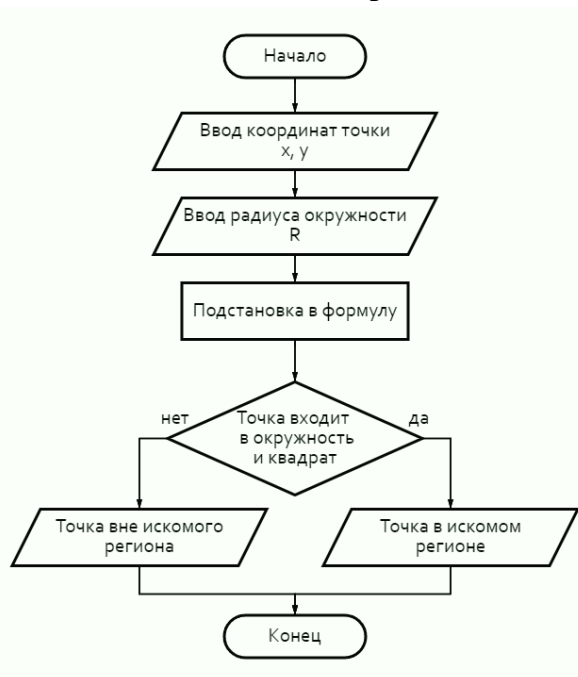 Начало
Ввод координат точки
x, y
Ввод радиуса окружности
R
Подстановка в формулу
нет
Точка входит
в окружность
и квадрат
да
Точка вне искомого
региона
Точка в искомом
регионе
Конец